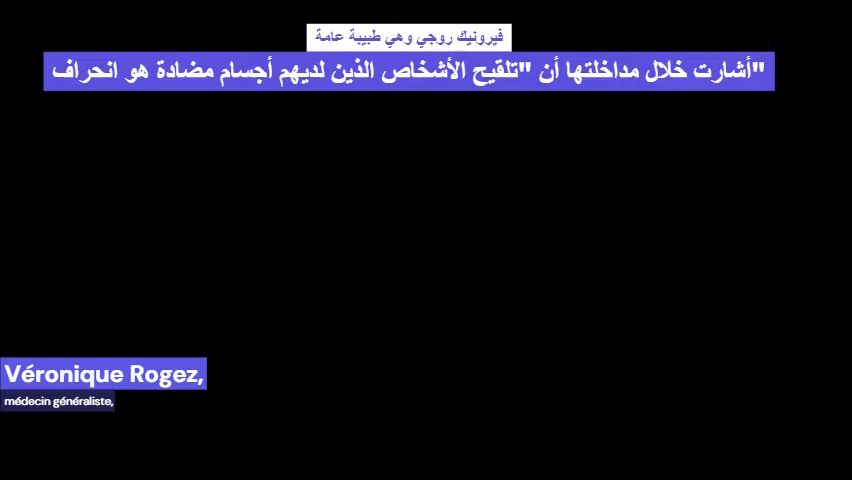 فيرونيك روجي وهي طبيبة عامة
"أشارت خلال مداخلتها أن "تلقيح الأشخاص الذين لديهم أجسام مضادة هو انحراف
Véronique Rogez,
médecin généraliste,